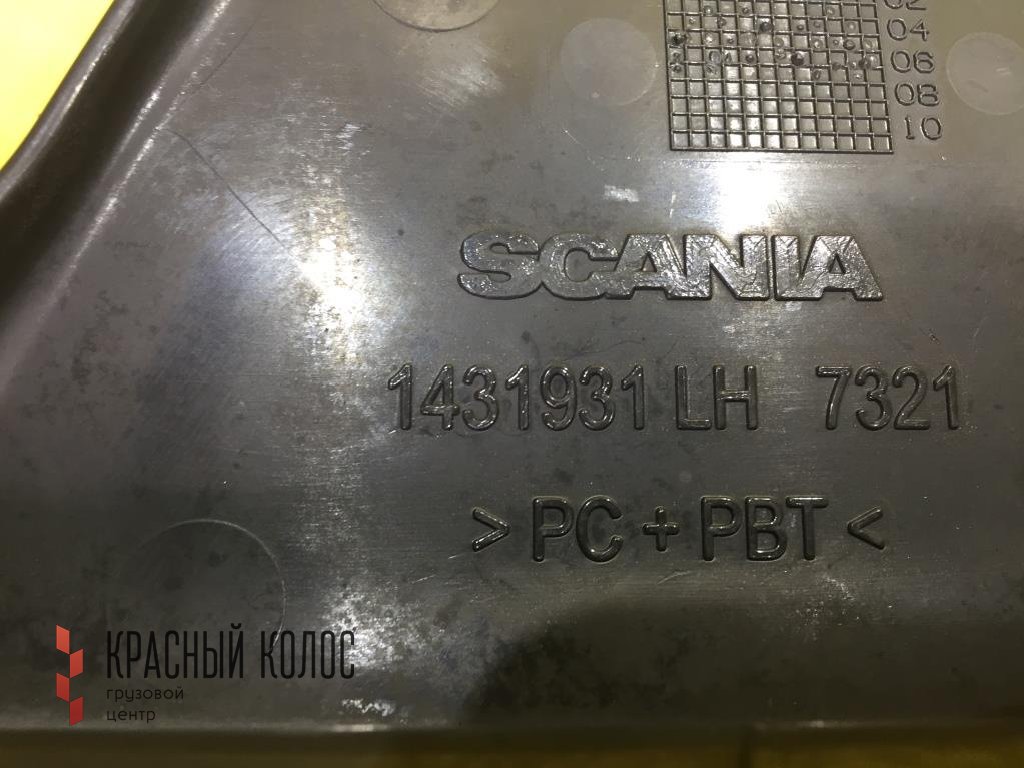 02
04
06
08
10
SCANIA
1431931 LH 7321
> PC + PBT <
КРАСНЫЙ КОЛОС
грузовой
центр